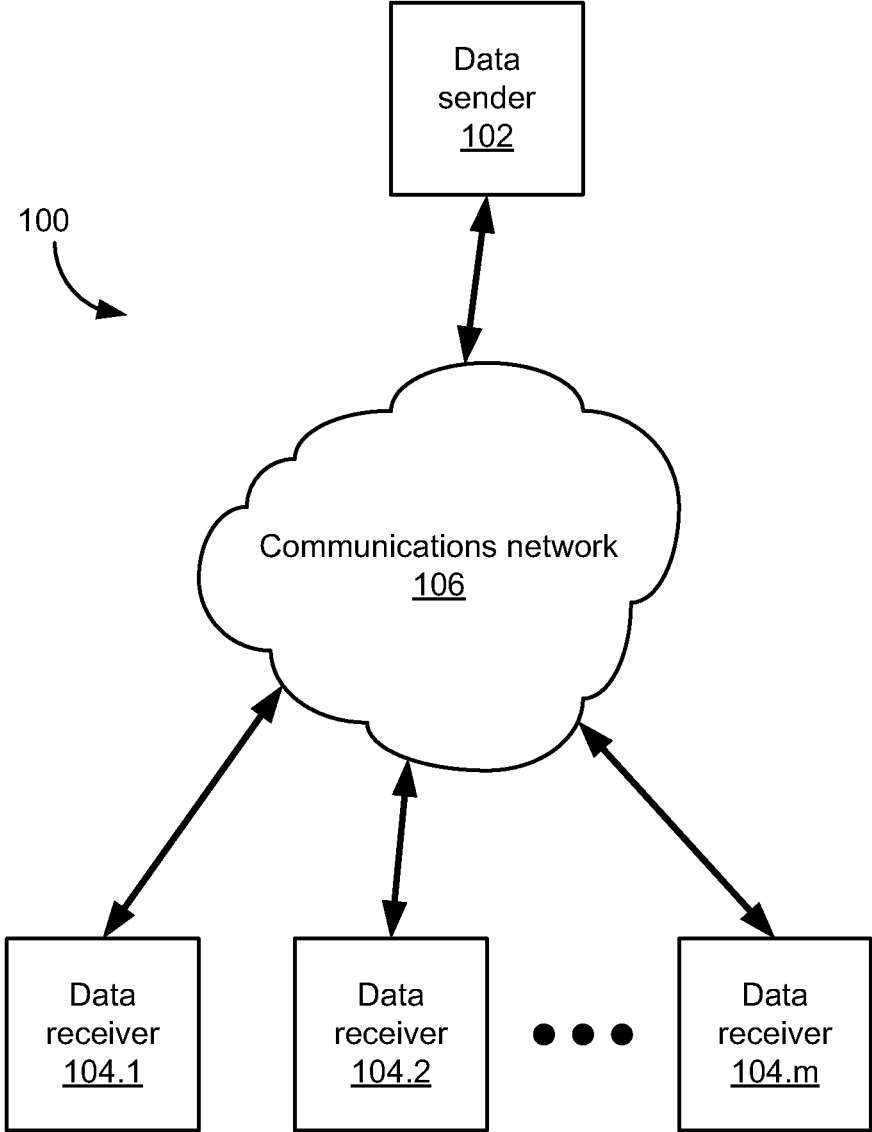 Data
sender
102
100
Communications network
106
Data
receiver
104.1
Data
receiver
104.2
Data
receiver
104.m